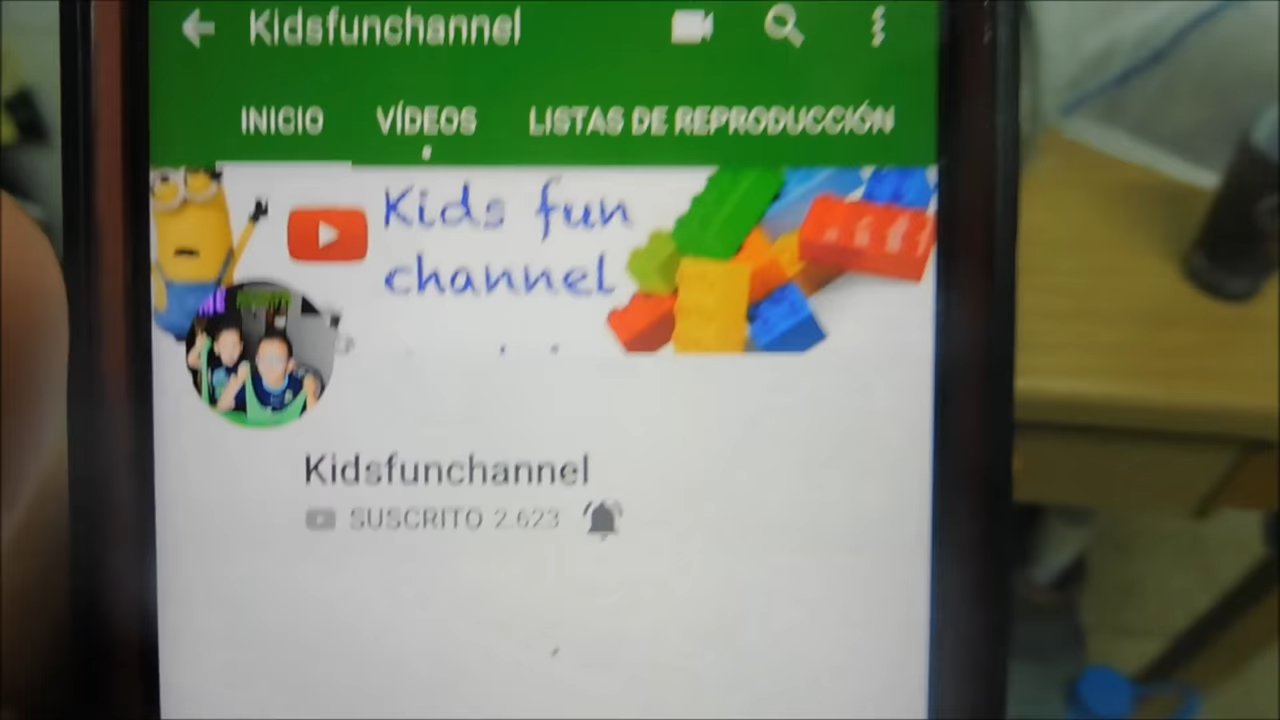 Kidsfunchannel
INICIO VÍDEOS LISTAS DE REPRODUCCIÓN
Kids fun
channel
Kidsfunchannel
SUSCRITO 2.623